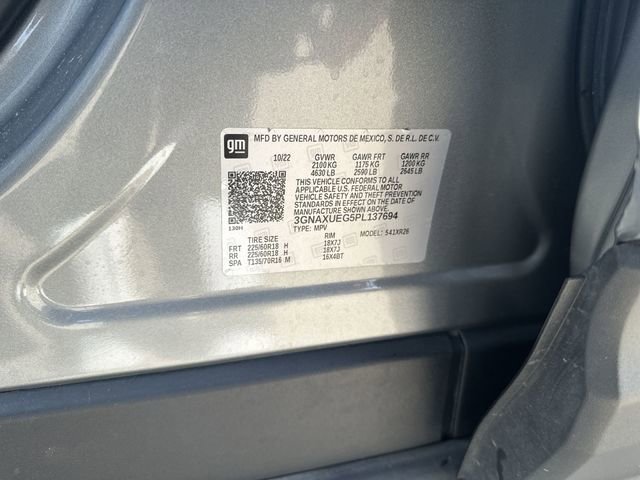 gm
MFD BY GENERAL MOTORS DE MEXICO, S. DE R.L. DE C.V.
10/22 GVWR GAWR FRT GAWR RR
2100 KG 1175 KG 1200 KG
4630 LB 2590 LB 2645 LB
THIS VEHICLE CONFORMS TO ALL
APPLICABLE U.S. FEDERAL MOTOR
VEHICLE SAFETY AND THEFT PREVENTION
STANDARDS IN EFFECT ON THE DATE OF
MANUFACTURE SHOWN ABOVE.
3GNAXUEG5PL137694
130H TYPE: MPV MODEL: 541XR26
TIRE SIZE RIM
FRT 225/60R18 H 18X7J
RR 225/60R18 H 18X7J
SPA T135/70R16 M 16X4BT